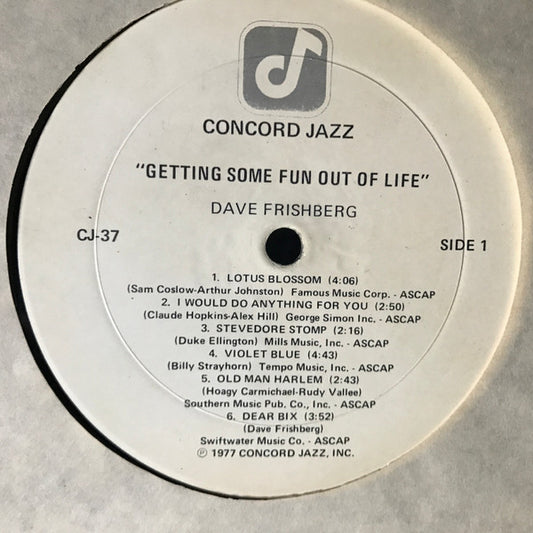 CONCORD JAZZ
"GETTING SOME FUN OUT OF LIFE"
DAVE FRISHBERG
CJ-37 SIDE 1
1. LOTUS BLOSSOM (4:06)
(Sam Coslow-Arthur Johnston) Famous Music Corp. - ASCAP
2. I WOULD DO ANYTHING FOR YOU (2:50)
(Claude Hopkins-Alex Hill) George Simon Inc. - ASCAP
3. STEVEDORE STOMP (2:16)
(Duke Ellington) Mills Music, Inc. - ASCAP
4. VIOLET BLUE (4:43)
(Billy Strayhorn) Tempo Music, Inc. - ASCAP
5. OLD MAN HARLEM (2:43)
(Hoagy Carmichael-Rudy Vallee)
Southern Music Pub. Co., Inc. - ASCAP
6. DEAR BIX (3:52)
(Dave Frishberg)
Swiftwater Music Co. - ASCAP
℗ 1977 CONCORD JAZZ, INC.